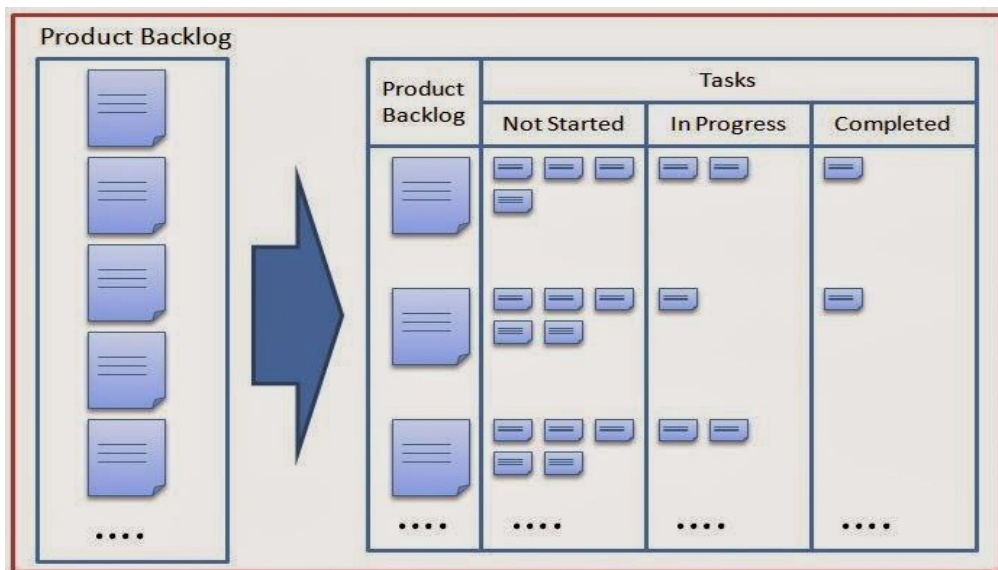 Product Backlog
Product
Backlog
Tasks
Not Started
In Progress
Completed
....
....
....
....
....